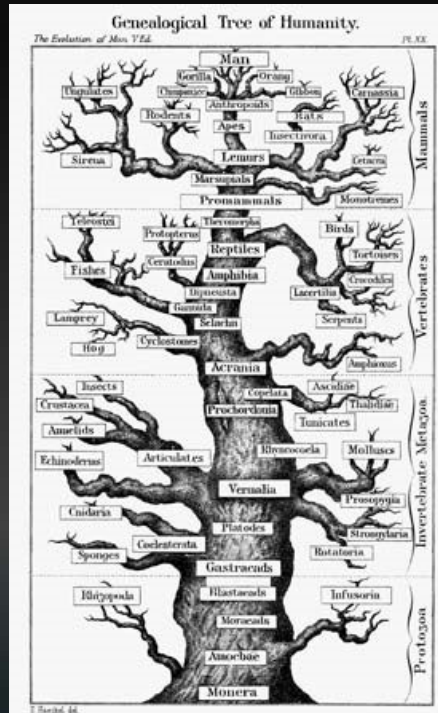 Genealogical Tree of Humanity.
The Evolution of Man V Ed. Pl. XX.
Man
Gorilla Orang
Chimpanzee Gibbon
Ungulates Anthropoids Carnassia
Rodents Bats
Apes
Insectivora
Sirena Lemurs Cetacea
Marsupials
Promammals Monotremes
Mammals
Teleostei Theromorpha
Protopterus Birds
Reptiles
Fishes Ceratodus Tortoises
Amphibia
Dipneusta Lacertilia Crocodiles
Ganoids
Lamprey Selachii Serpents
Hag Cyclostomes
Acrania Amphioxus
Vertebrates
Insects Copelata Ascidiae
Crustacea Prochordonia Thalidiae
Annelids Tunicates
Echinoderms Articulates Rhyncocoela Molluscs
Vermalia Prosopygia
Cnidaria
Platodes Strongylaria
Sponges Coelenterata Rotatoria
Gastraeads
Invertebrate Metazoa
Rhizopoda Blastaeads Infusoria
Moraeads
Amoebae
Monera
Protozoa